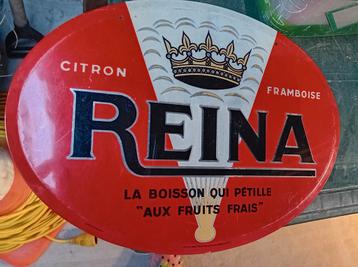 CITRON
FRAMBOISE
REINA
LA BOISSON QUI PÉTILLE
"AUX FRUITS FRAIS"